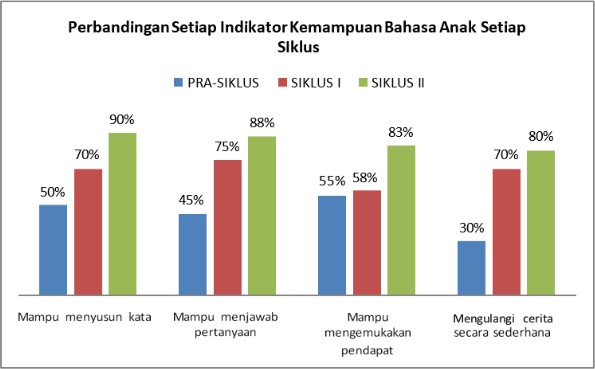 Perbandingan Setiap Indikator Kemampuan Bahasa Anak Setiap
SIklus
PRA-SIKLUS SIKLUS I SIKLUS II
50% 70% 90% 45% 75% 88% 55% 58% 83% 30% 70% 80%
Mampu menyusun kata
Mampu menjawab
pertanyaan
Mampu
mengemukakan
pendapat
Mengulangi cerita
secara sederhana